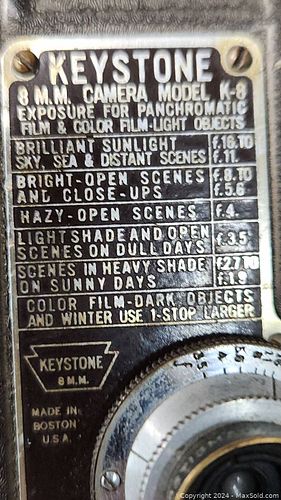 KEYSTONE
8 M.M. CAMERA MODEL K-8
EXPOSURE FOR PANCHROMATIC
FILM & COLOR FILM-LIGHT OBJECTS
BRILLIANT SUNLIGHT f.16.TO
SKY, SEA & DISTANT SCENES f.11.
BRIGHT-OPEN SCENES f.8.TO
AND CLOSE-UPS f.5.6
HAZY-OPEN SCENES f.4.
LIGHT SHADE AND OPEN f.3.5
SCENES ON DULL DAYS
SCENES IN HEAVY SHADE f.2.7 TO
ON SUNNY DAYS f.1.9
COLOR FILM-DARK OBJECTS
AND WINTER USE 1-STOP LARGER
KEYSTONE
8 M.M.
MADE IN
BOSTON
U.S.A.
Copyright 2024 - MaxSold.com